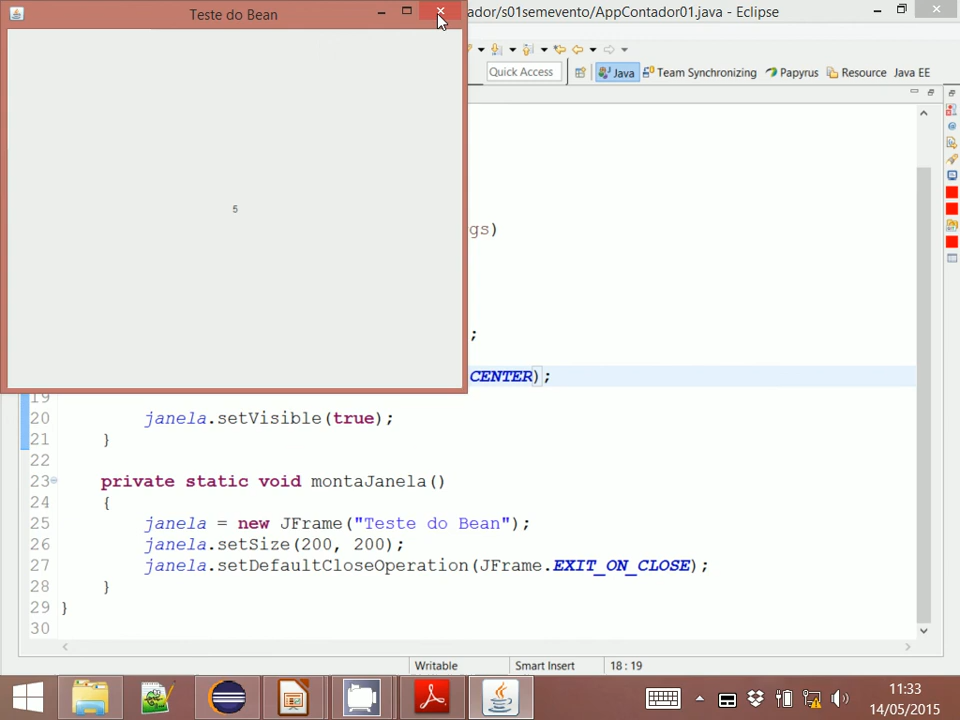 Teste do Bean
ador/s01semevento/AppContador01.java - Eclipse
Quick Access
Java
Team Synchronizing
Papyrus
Resource
Java EE
5
gs)
;
CENTER);
19
20 janela.setVisible(true);
21 }
22
23 private static void montaJanela()
24 {
25 janela = new JFrame("Teste do Bean");
26 janela.setSize(200, 200);
27 janela.setDefaultCloseOperation(JFrame.EXIT_ON_CLOSE);
28 }
29 }
30
Writable
Smart Insert
18 : 19
11:33
14/05/2015